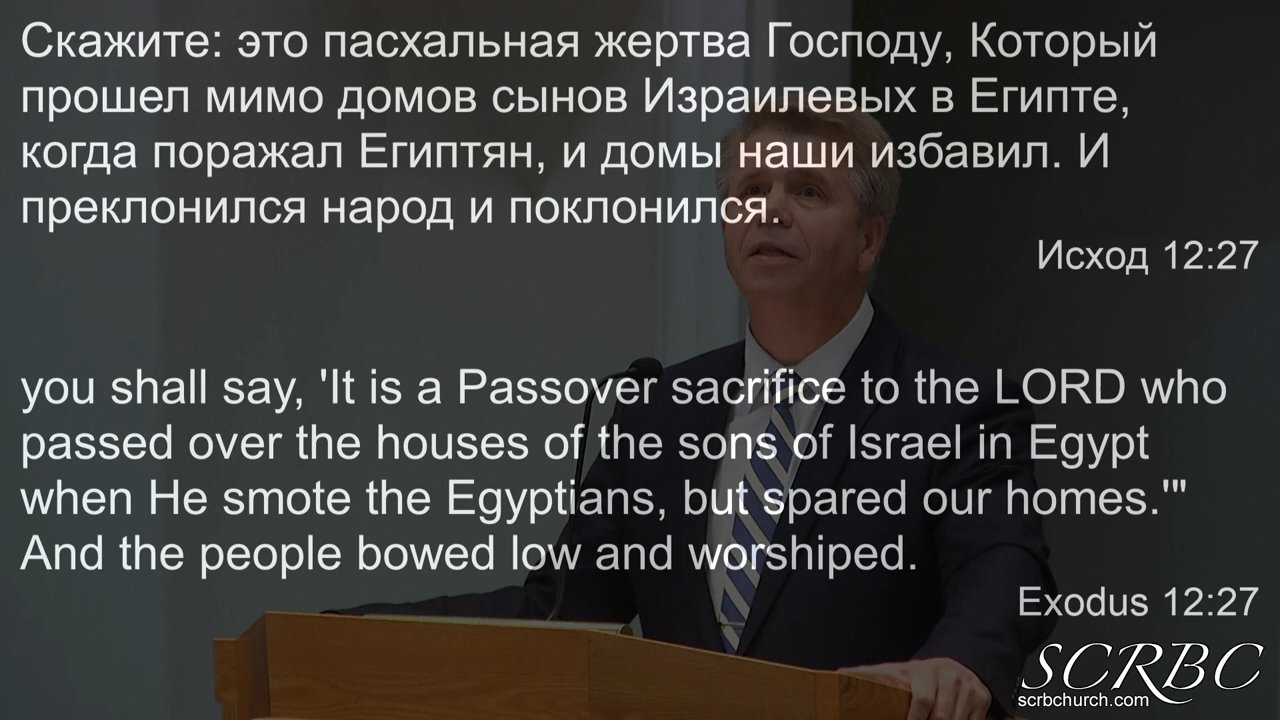 Скажите: это пасхальная жертва Господу, Который
прошел мимо домов сынов Израилевых в Египте,
когда поражал Египтян, и домы наши избавил. И
преклонился народ и поклонился.
Исход 12:27
you shall say, 'It is a Passover sacrifice to the LORD who
passed over the houses of the sons of Israel in Egypt
when He smote the Egyptians, but spared our homes.'"
And the people bowed low and worshiped.
Exodus 12:27
SCRBC
scrbchurch.com